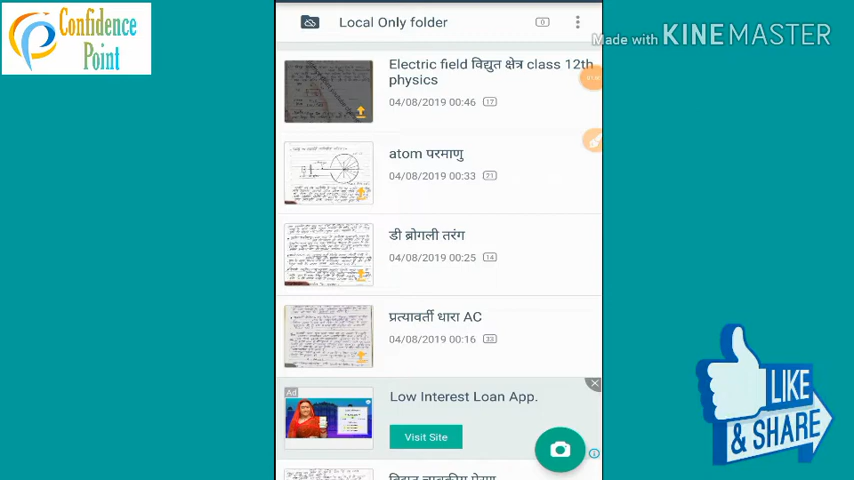 Confidence
Point
Local Only folder
0
Made with KINEMASTER
Electric field विद्युत क्षेत्र class 12th
physics
04/08/2019 00:46 17
atom परमाणु
04/08/2019 00:33 21
डी ब्रोगली तरंग
04/08/2019 00:25 14
प्रत्यावर्ती धारा AC
04/08/2019 00:16 33
Ad
Low Interest Loan App.
Visit Site
LIKE
& SHARE